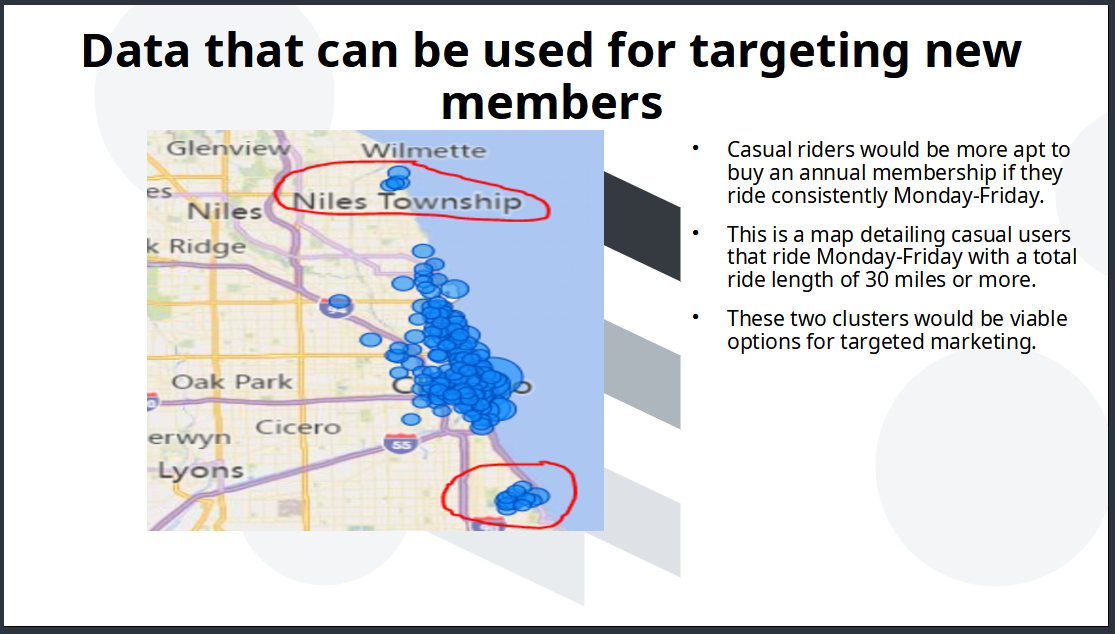 Data that can be used for targeting new
members
Glenview
Wilmette
es
Niles Township
Niles
k Ridge
94
Oak Park
Cicero
erwyn
55
Lyons
• Casual riders would be more apt to
buy an annual membership if they
ride consistently Monday-Friday.
• This is a map detailing casual users
that ride Monday-Friday with a total
ride length of 30 miles or more.
• These two clusters would be viable
options for targeted marketing.